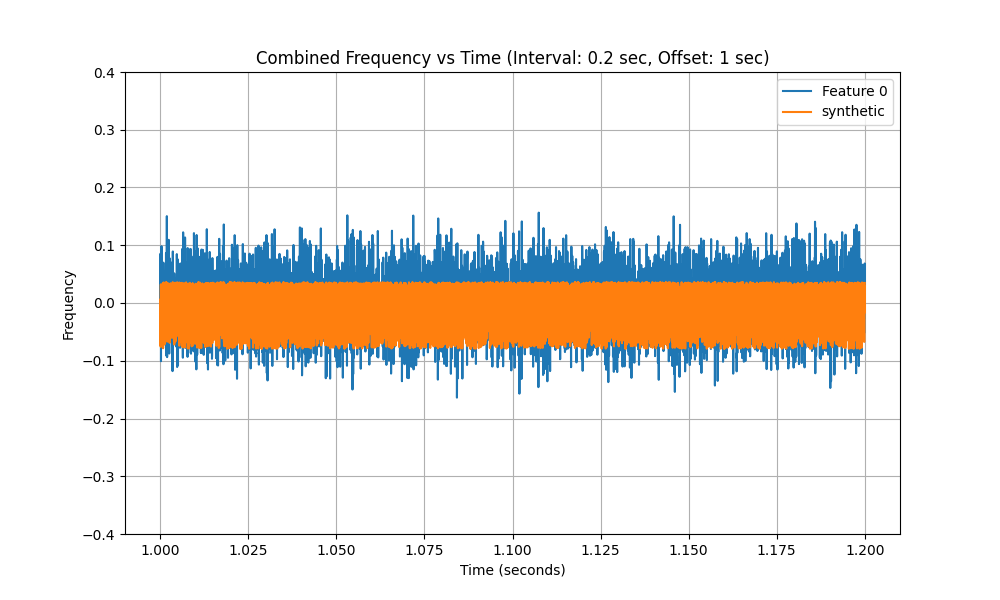 Combined Frequency vs Time (Interval: 0.2 sec, Offset: 1 sec)
Feature 0
synthetic
0.4
0.3
0.2
0.1
0.0
−0.1
−0.2
−0.3
−0.4
Frequency
1.000 1.025 1.050 1.075 1.100 1.125 1.150 1.175 1.200
Time (seconds)